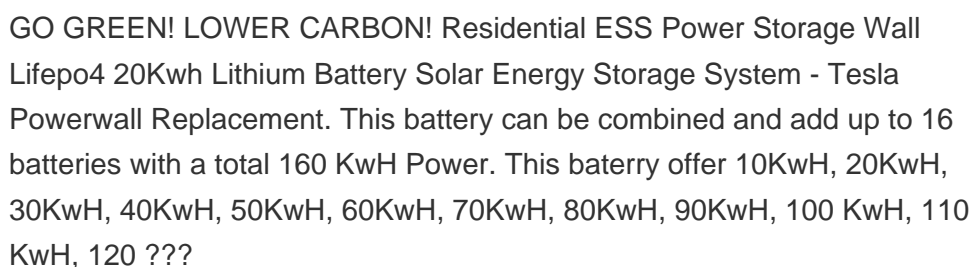 GO GREEN! LOWER CARBON! Residential ESS Power Storage Wall
Lifepo4 20Kwh Lithium Battery Solar Energy Storage System - Tesla
Powerwall Replacement. This battery can be combined and add up to 16
batteries with a total 160 KwH Power. This baterry offer 10KwH, 20KwH,
30KwH, 40KwH, 50KwH, 60KwH, 70KwH, 80KwH, 90KwH, 100 KwH, 110
KwH, 120 ???